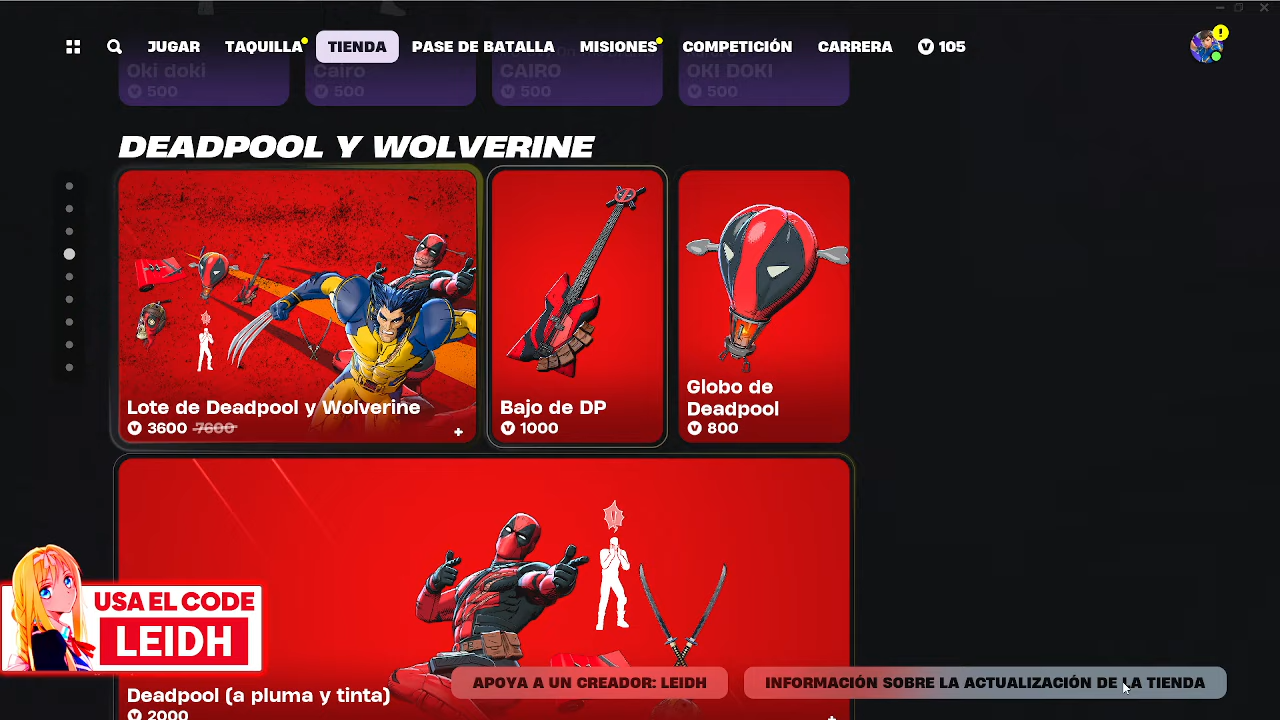 JUGAR TAQUILLA TIENDA PASE DE BATALLA MISIONES COMPETICIÓN CARRERA 105
Oki doki Cairo CAIRO OKI DOKI
500 500 500 500
DEADPOOL Y WOLVERINE
Lote de Deadpool y Wolverine
3600 7600
Bajo de DP
1000
Globo de
Deadpool
800
USA EL CODE
LEIDH
Deadpool (a pluma y tinta)
2000
APOYA A UN CREADOR: LEIDH
INFORMACIÓN SOBRE LA ACTUALIZACIÓN DE LA TIENDA